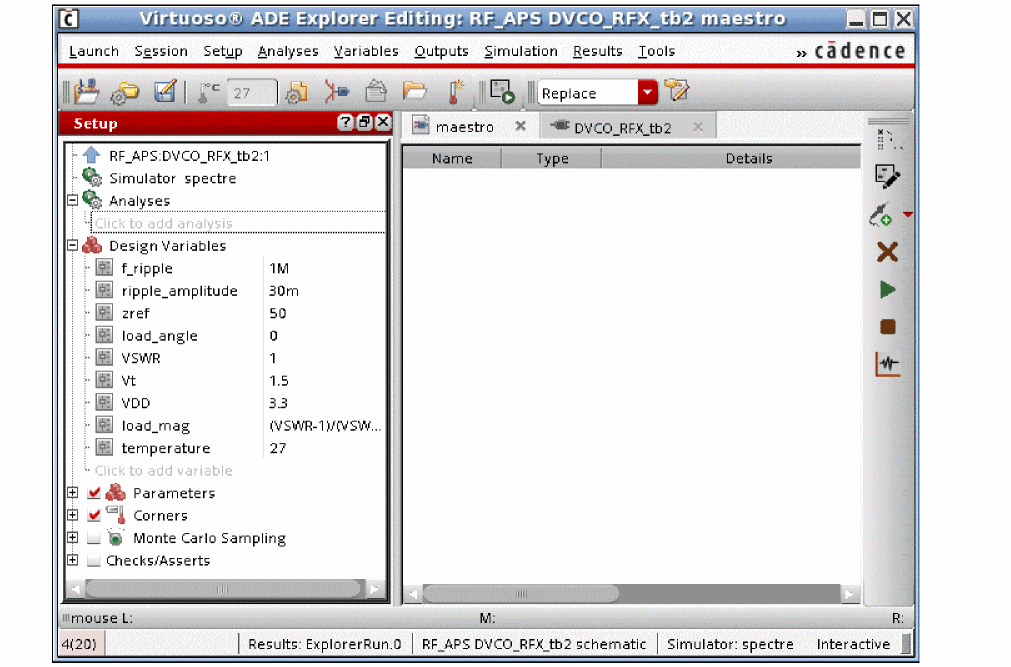 Virtuoso® ADE Explorer Editing: RF_APS DVCO_RFX_tb2 maestro
Launch Session Setup Analyses Variables Outputs Simulation Results Tools » cādence
°C 27 Replace
Setup
maestro DVCO_RFX_tb2
Name Type Details
RF_APS:DVCO_RFX_tb2:1
Simulator spectre
Analyses
Click to add analysis
Design Variables
f_ripple 1M
ripple_amplitude 30m
zref 50
load_angle 0
VSWR 1
Vt 1.5
VDD 3.3
load_mag (VSWR-1)/(VSW...
temperature 27
Click to add variable
Parameters
Corners
Monte Carlo Sampling
Checks/Asserts
mouse L: M: R:
4(20) Results: ExplorerRun.0 RF_APS DVCO_RFX_tb2 schematic Simulator: spectre Interactive